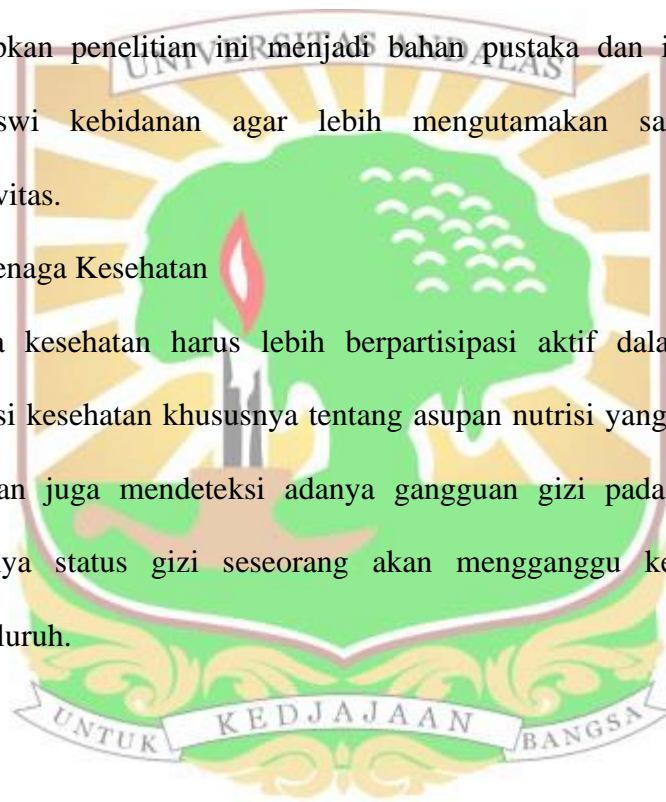 pkan penelitian ini menjadi bahan pustaka dan i
UNIVERSITAS ANDALAS
swi kebidanan agar lebih mengutamakan sa
vitas.
enaga Kesehatan
a kesehatan harus lebih berpartisipasi aktif dala
si kesehatan khususnya tentang asupan nutrisi yang
an juga mendeteksi adanya gangguan gizi pada
ya status gizi seseorang akan mengganggu ke
luruh.
UNTUK KEDJAJAAN BANGSA